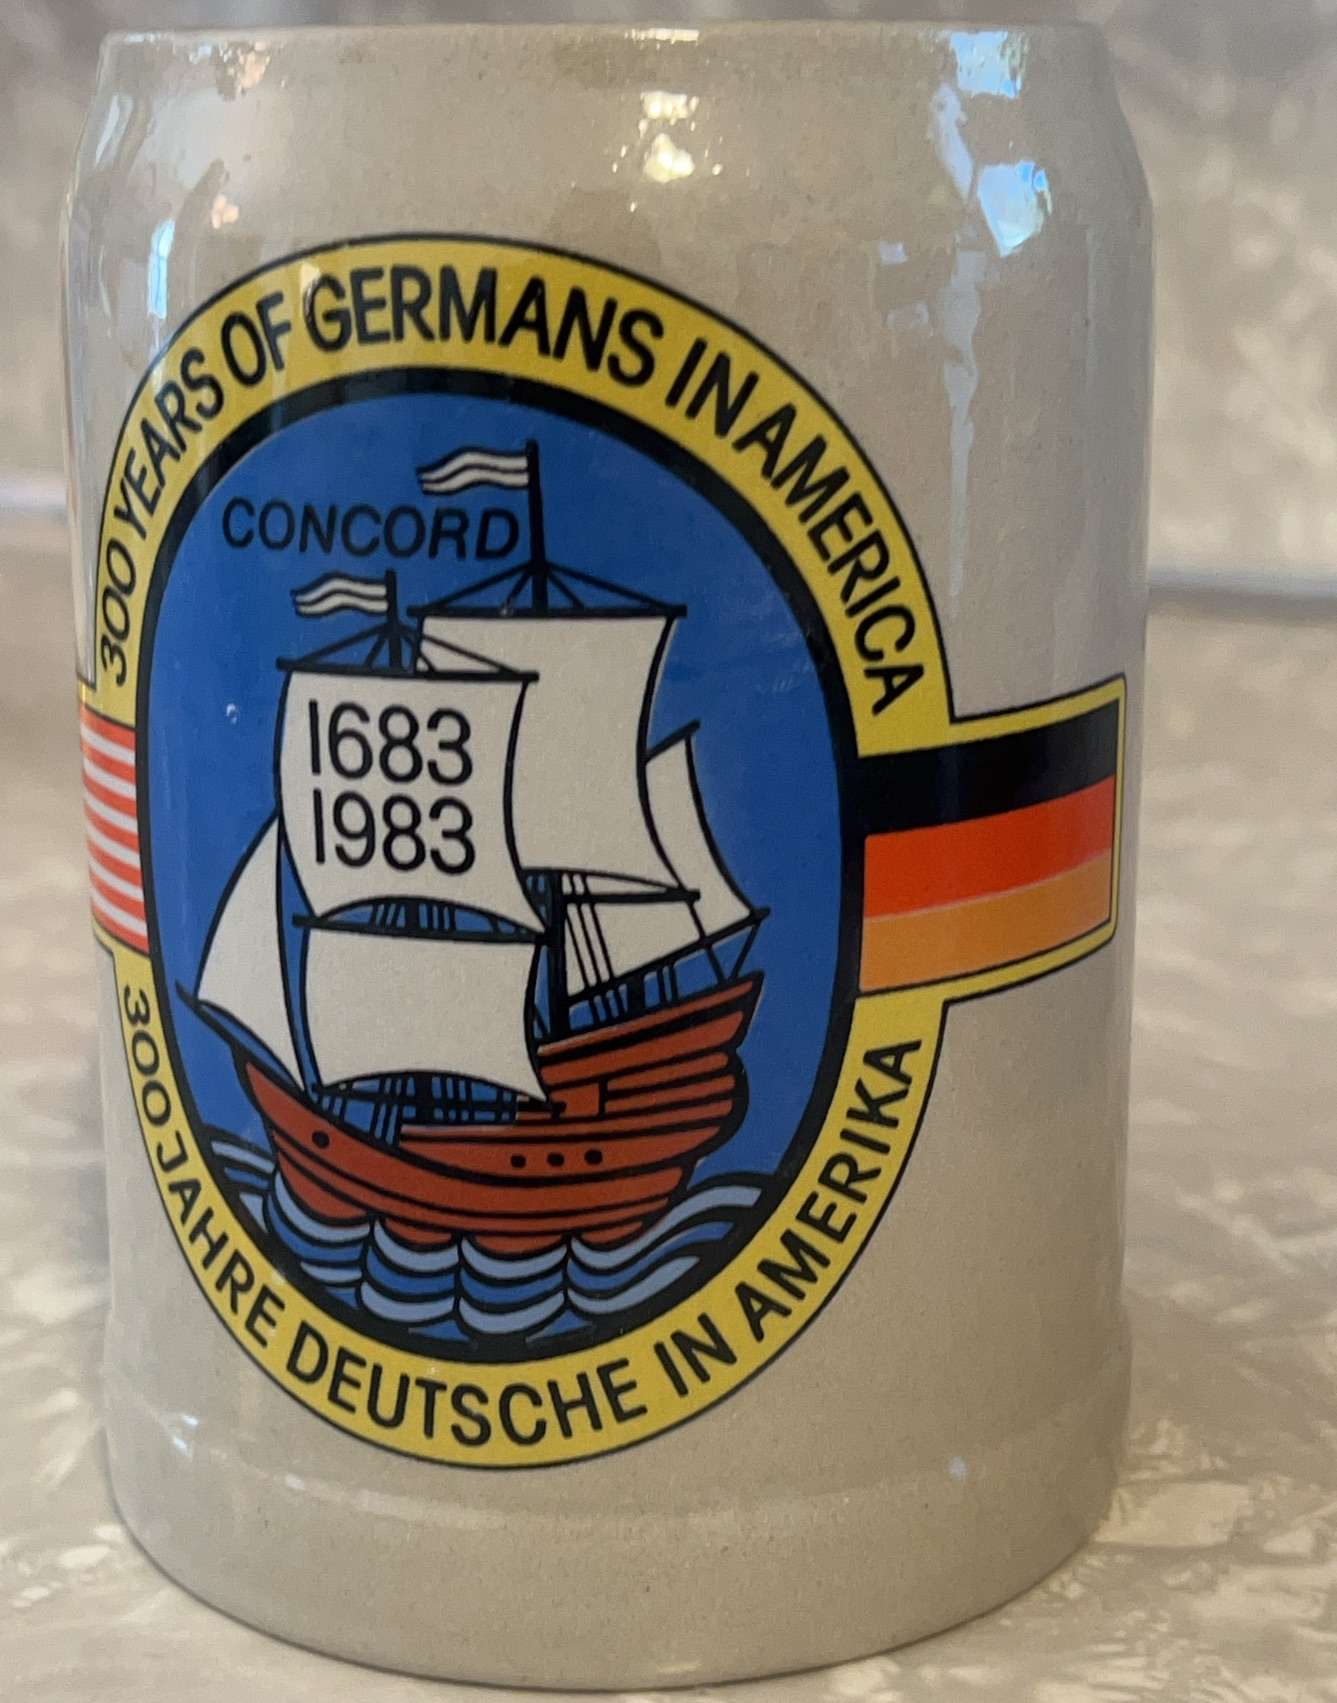 300 YEARS OF GERMANS IN AMERICA
CONCORD
1683
1983
300 JAHRE DEUTSCHE IN AMERIKA